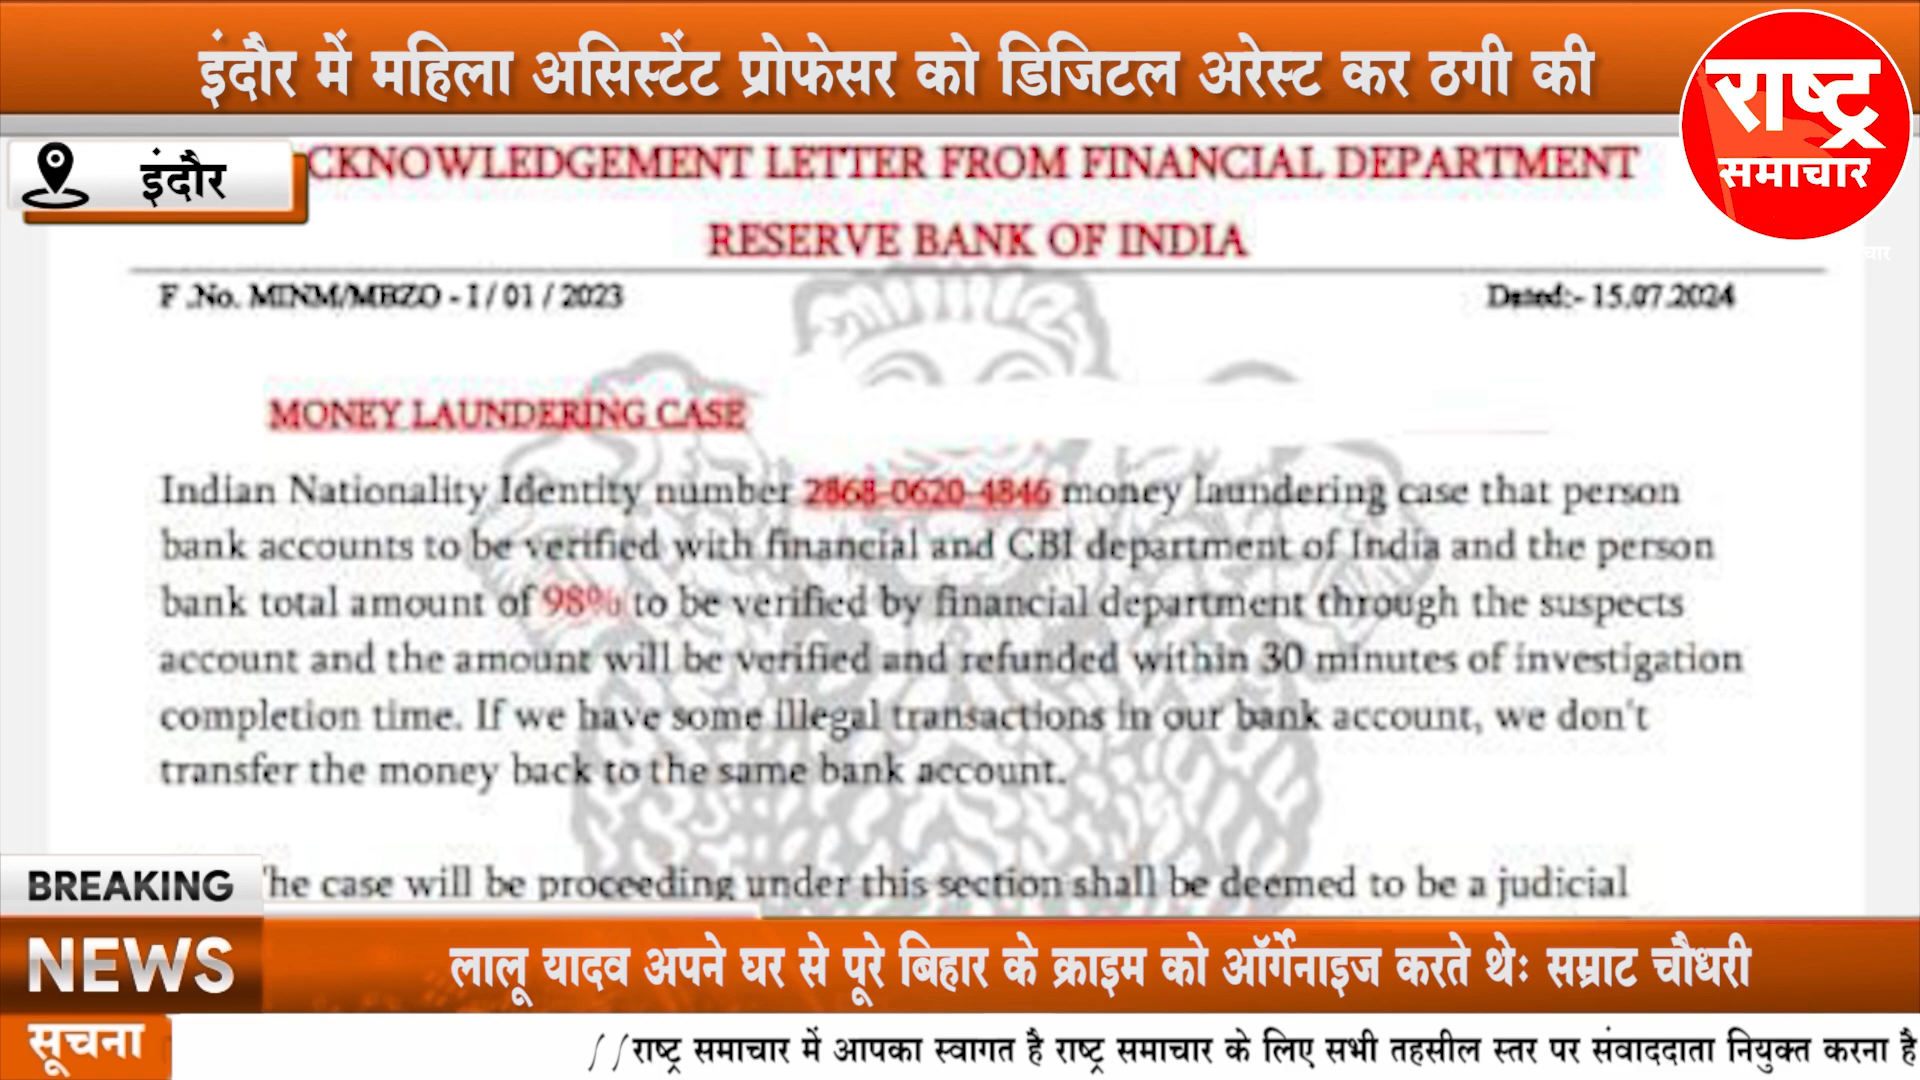 इंदौर में महिला असिस्टेंट प्रोफेसर को डिजिटल अरेस्ट कर ठगी की
राष्ट्र
समाचार
इंदौर
CKNOWLEDGEMENT LETTER FROM FINANCIAL DEPARTMENT
RESERVE BANK OF INDIA
F .No. MINM/MBZO - I / 01 / 2023
Dated:- 15.07.2024
MONEY LAUNDERING CASE
Indian Nationality Identity number 2868-0620-4846 money laundering case that person
bank accounts to be verified with financial and CBI department of India and the person
bank total amount of 98% to be verified by financial department through the suspects
account and the amount will be verified and refunded within 30 minutes of investigation
completion time. If we have some illegal transactions in our bank account, we don't
transfer the money back to the same bank account.
he case will be proceeding under this section shall be deemed to be a judicial
BREAKING
NEWS
लालू यादव अपने घर से पूरे बिहार के क्राइम को ऑर्गेनाइज करते थेः सम्राट चौधरी
सूचना
//राष्ट्र समाचार में आपका स्वागत है राष्ट्र समाचार के लिए सभी तहसील स्तर पर संवाददाता नियुक्त करना है